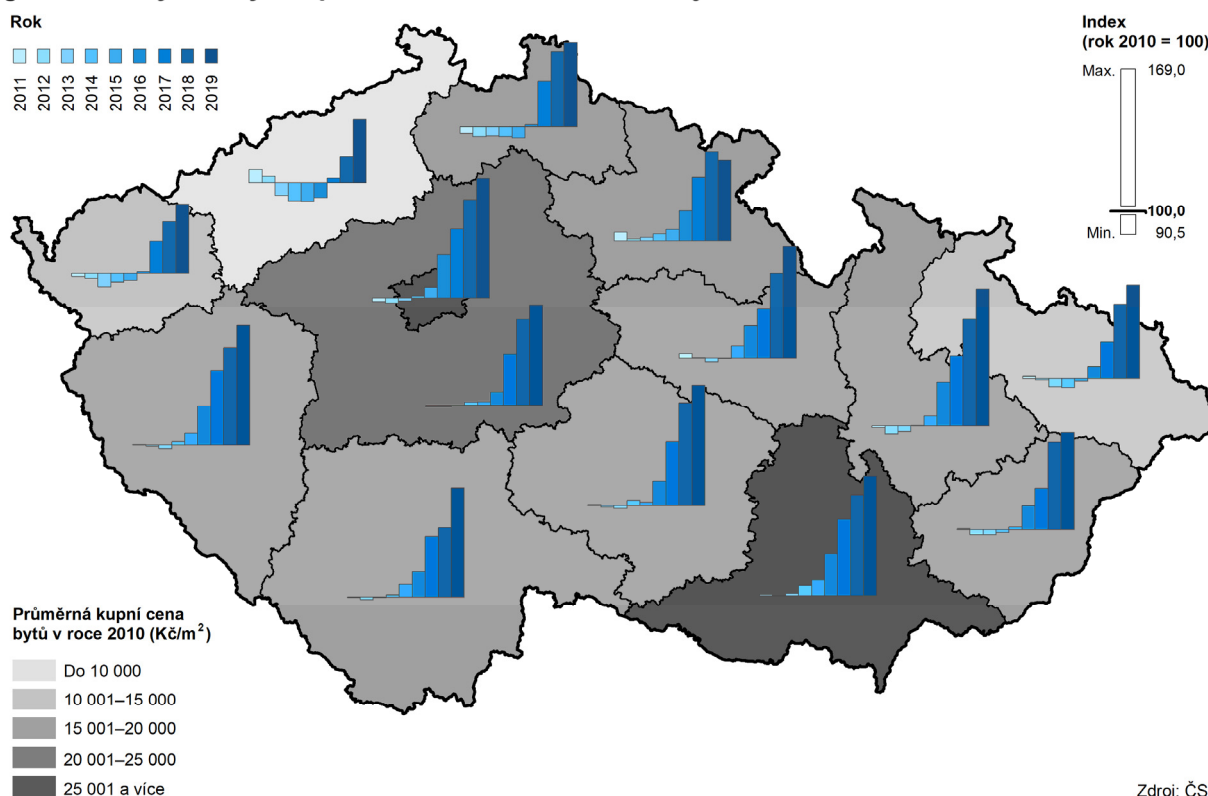 Rok
2011
2012
2013
2014
2015
2016
2017
2018
2019
Index
(rok 2010 = 100)
Max.
169,0
100,0
Min.
90,5
Průměrná kupní cena
bytů v roce 2010 (Kč/m²)
Do 10 000
10 001–15 000
15 001–20 000
20 001–25 000
25 001 a více
Zdroj: ČS